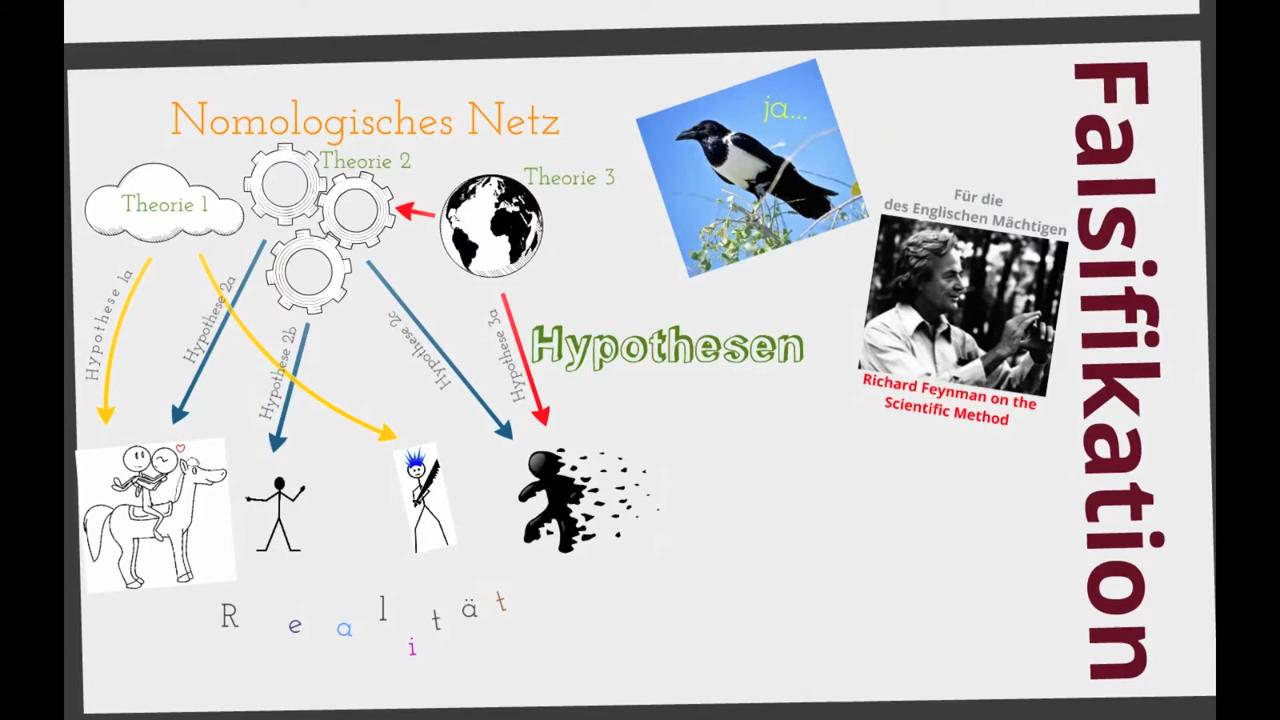 Nomologisches Netz
Theorie 1
Theorie 2
Theorie 3
Hypothese 1a
Hypothese 2a
Hypothese 2b
Hypothese 2c
Hypothese 3a
Hypothesen
Realität
ja...
Für die
des Englischen Mächtigen
Richard Feynman on the
Scientific Method
Falsifikation